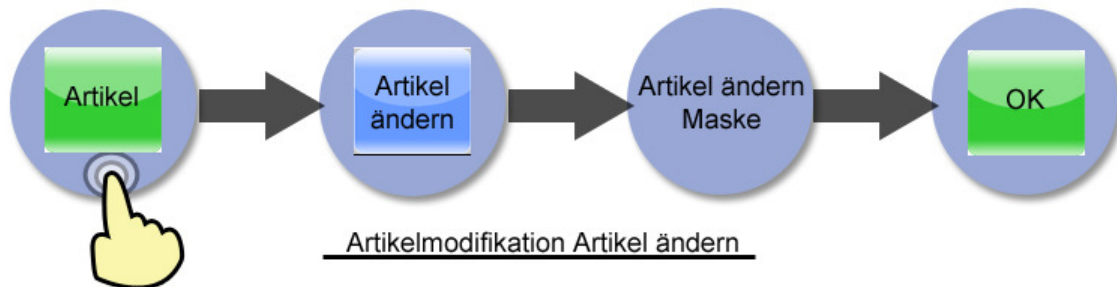 Artikel
Artikel
ändern
Artikel ändern
Maske
OK
Artikelmodifikation Artikel ändern